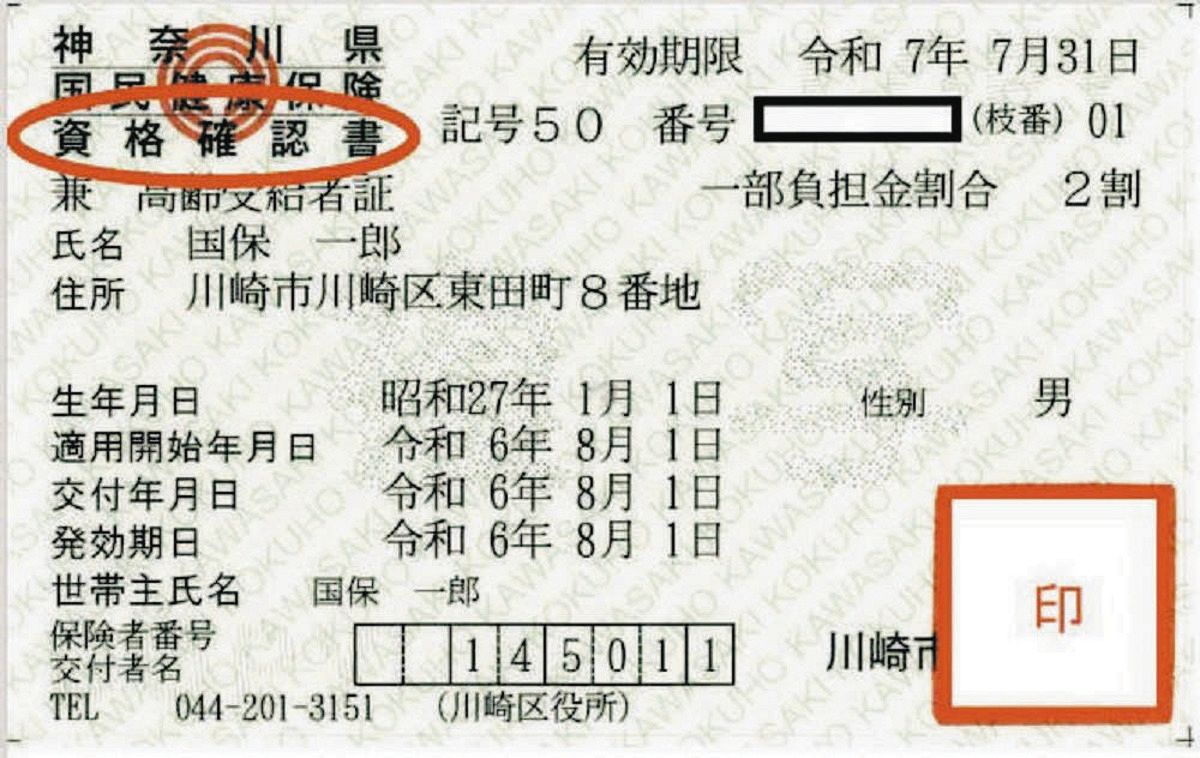 神奈川県
国民健康保険
資格確認書
兼 高齢受給者証
有効期限 令和 7年 7月31日
記号50 番号 (枝番) 01
一部負担金割合 2割
氏名 国保 一郎
住所 川崎市川崎区東田町8番地
生年月日 昭和27年 1月 1日 性別 男
適用開始年月日 令和 6年 8月 1日
交付年月日 令和 6年 8月 1日
発効期日 令和 6年 8月 1日
世帯主氏名 国保 一郎
保険者番号 145011
交付者名 川崎市
印
TEL 044-201-3151 (川崎区役所)
KAWASAKI KOKUHO